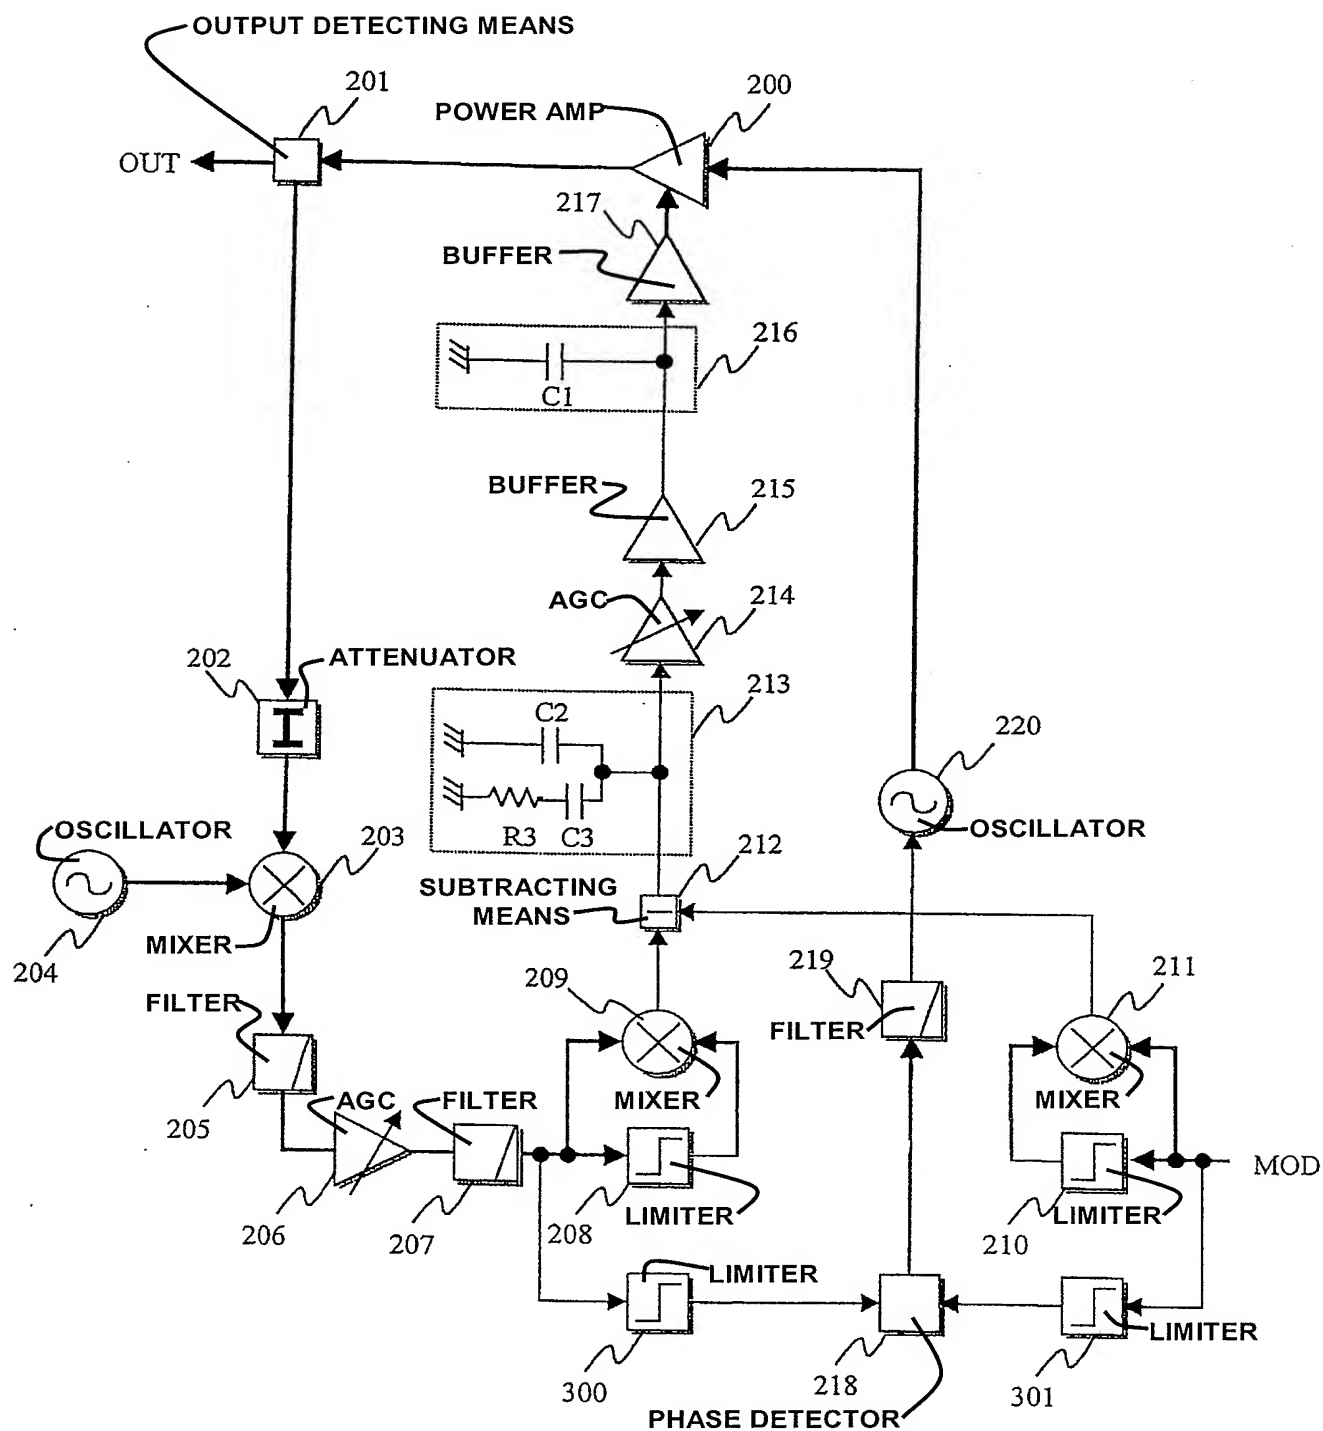 OUTPUT DETECTING MEANS
201
POWER AMP
200
OUT
217
BUFFER
216
C1
BUFFER
215
AGC
214
202
ATTENUATOR
213
C2
R3
C3
220
OSCILLATOR
OSCILLATOR
203
212
SUBTRACTING
MEANS
MIXER
204
209
219
211
FILTER
FILTER
MIXER
MIXER
205
AGC
FILTER
206
207
208
LIMITER
210
LIMITER
MOD
LIMITER
LIMITER
300
218
301
PHASE DETECTOR